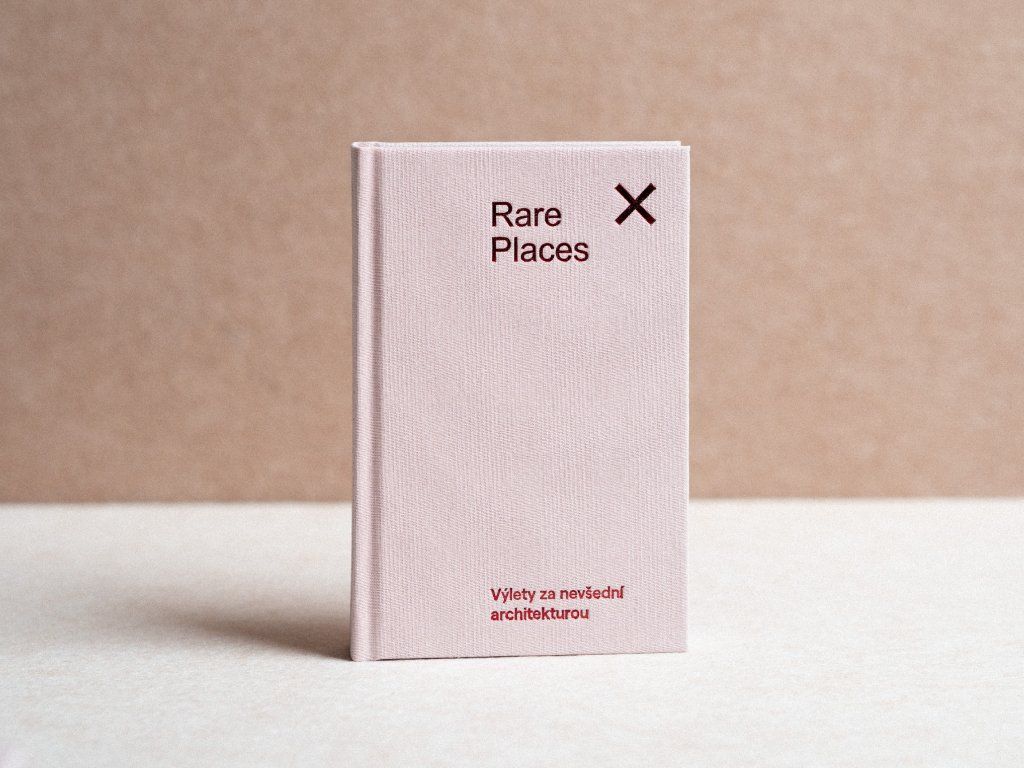 Rare
Places
Výlety za nevšední
architekturou